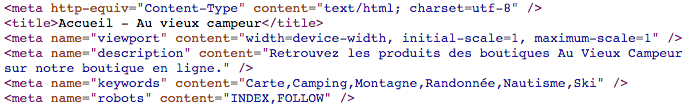 <meta http-equiv="Content-Type" content="text/html; charset=utf-8" />
<title>Accueil - Au vieux campeur</title>
<meta name="viewport" content="width=device-width, initial-scale=1, maximum-scale=1" />
<meta name="description" content="Retrouvez les produits des boutiques Au Vieux Campeur
sur notre boutique en ligne." />
<meta name="keywords" content="Carte,Camping,Montagne,Randonnée,Nautisme,Ski" />
<meta name="robots" content="INDEX,FOLLOW" />